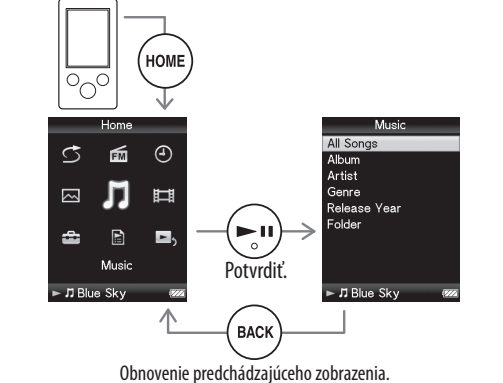 HOME
Home
FM
Music
Blue Sky
Potvrdiť.
Music
All Songs
Album
Artist
Genre
Release Year
Folder
Blue Sky
BACK
Obnovenie predchádzajúceho zobrazenia.